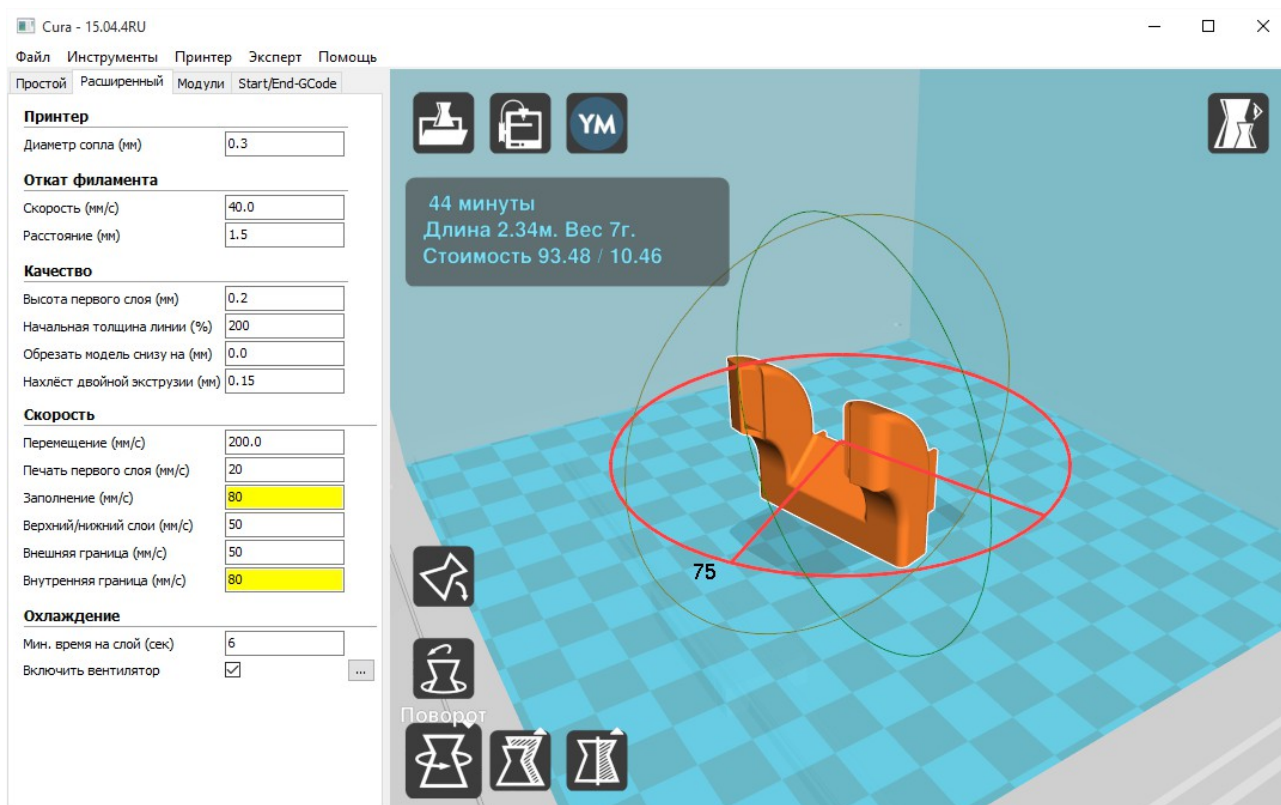 Cura - 15.04.4RU
Файл Инструменты Принтер Эксперт Помощь
Простой Расширенный Модули Start/End-GCode
Принтер
Диаметр сопла (мм) 0.3
Откат филамента
Скорость (мм/с) 40.0
Расстояние (мм) 1.5
Качество
Высота первого слоя (мм) 0.2
Начальная толщина линии (%) 200
Обрезать модель снизу на (мм) 0.0
Нахлёст двойной экструзии (мм) 0.15
Скорость
Перемещение (мм/с) 200.0
Печать первого слоя (мм/с) 20
Заполнение (мм/с) 80
Верхний/нижний слои (мм/с) 50
Внешняя граница (мм/с) 50
Внутренняя граница (мм/с) 80
Охлаждение
Мин. время на слой (сек) 6
Включить вентилятор ...
YM
44 минуты
Длина 2.34м. Вес 7г.
Стоимость 93.48 / 10.46
75
Поворот